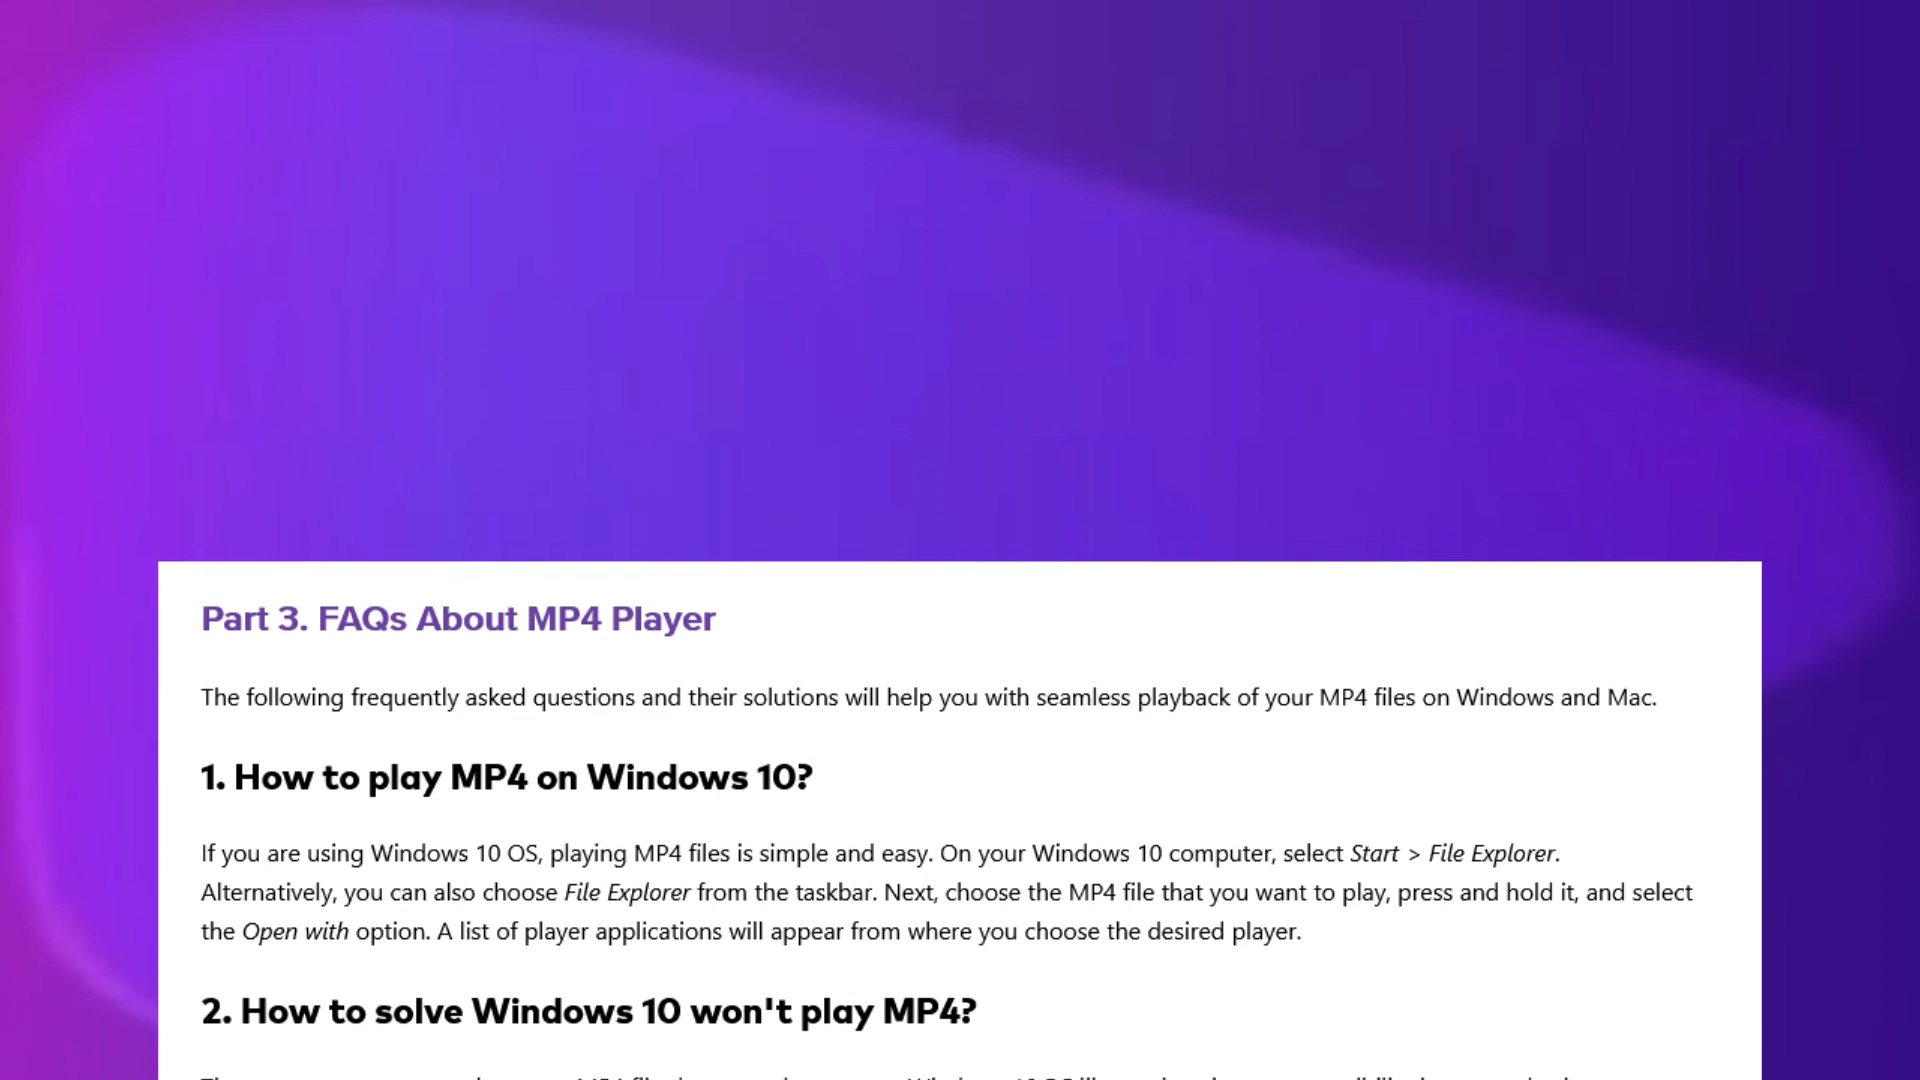 Part 3. FAQs About MP4 Player
The following frequently asked questions and their solutions will help you with seamless playback of your MP4 files on Windows and Mac.
1. How to play MP4 on Windows 10?
If you are using Windows 10 OS, playing MP4 files is simple and easy. On your Windows 10 computer, select Start > File Explorer.
Alternatively, you can also choose File Explorer from the taskbar. Next, choose the MP4 file that you want to play, press and hold it, and select
the Open with option. A list of player applications will appear from where you choose the desired player.
2. How to solve Windows 10 won't play MP4?